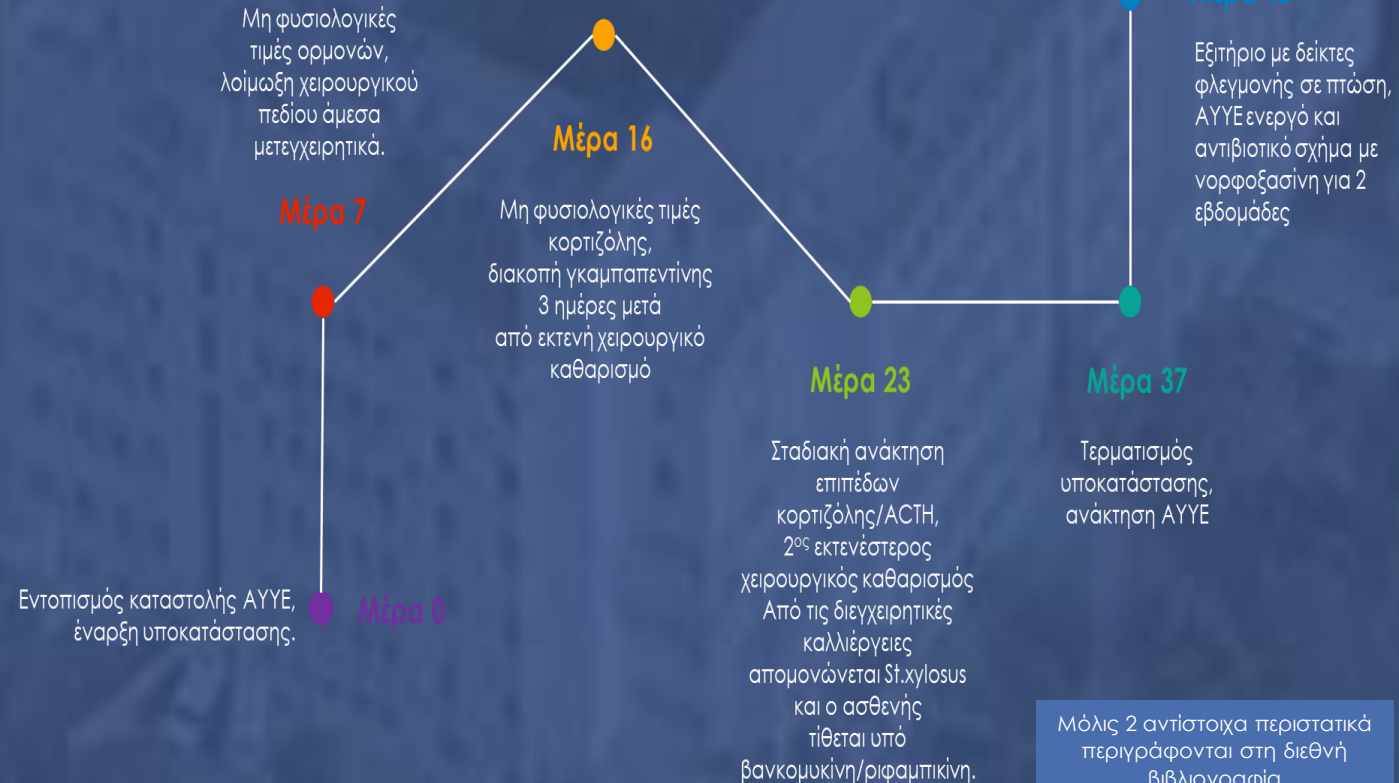 Μη φυσιολογικές
τιμές ορμονών,
λοίμωξη χειρουργικού
πεδίου άμεσα
μετεγχειρητικά.
Μέρα 7
Μέρα 16
Μη φυσιολογικές τιμές
κορτιζόλης,
διακοπή γκαμπαπεντίνης
3 ημέρες μετά
από εκτενή χειρουργικό
καθαρισμό
Εξιτήριο με δείκτες
φλεγμονής σε πτώση,
ΑΥΥΕ ενεργό και
αντιβιοτικό σχήμα με
νορφοξασίνη για 2
εβδομάδες
Μέρα 23
Σταδιακή ανάκτηση
επιπέδων
κορτιζόλης/ACTH,
2ος εκτενέστερος
χειρουργικός καθαρισμός
Από τις διεγχειρητικές
καλλιέργειες
απομονώνεται St.xylosus
και ο ασθενής
τίθεται υπό
βανκομυκίνη/ριφαμπικίνη.
Μέρα 37
Τερματισμός
υποκατάστασης,
ανάκτηση ΑΥΥΕ
Εντοπισμός καταστολής ΑΥΥΕ,
έναρξη υποκατάστασης.
Μέρα 0
Μόλις 2 αντίστοιχα περιστατικά
περιγράφονται στη διεθνή
βιβλιογραφία